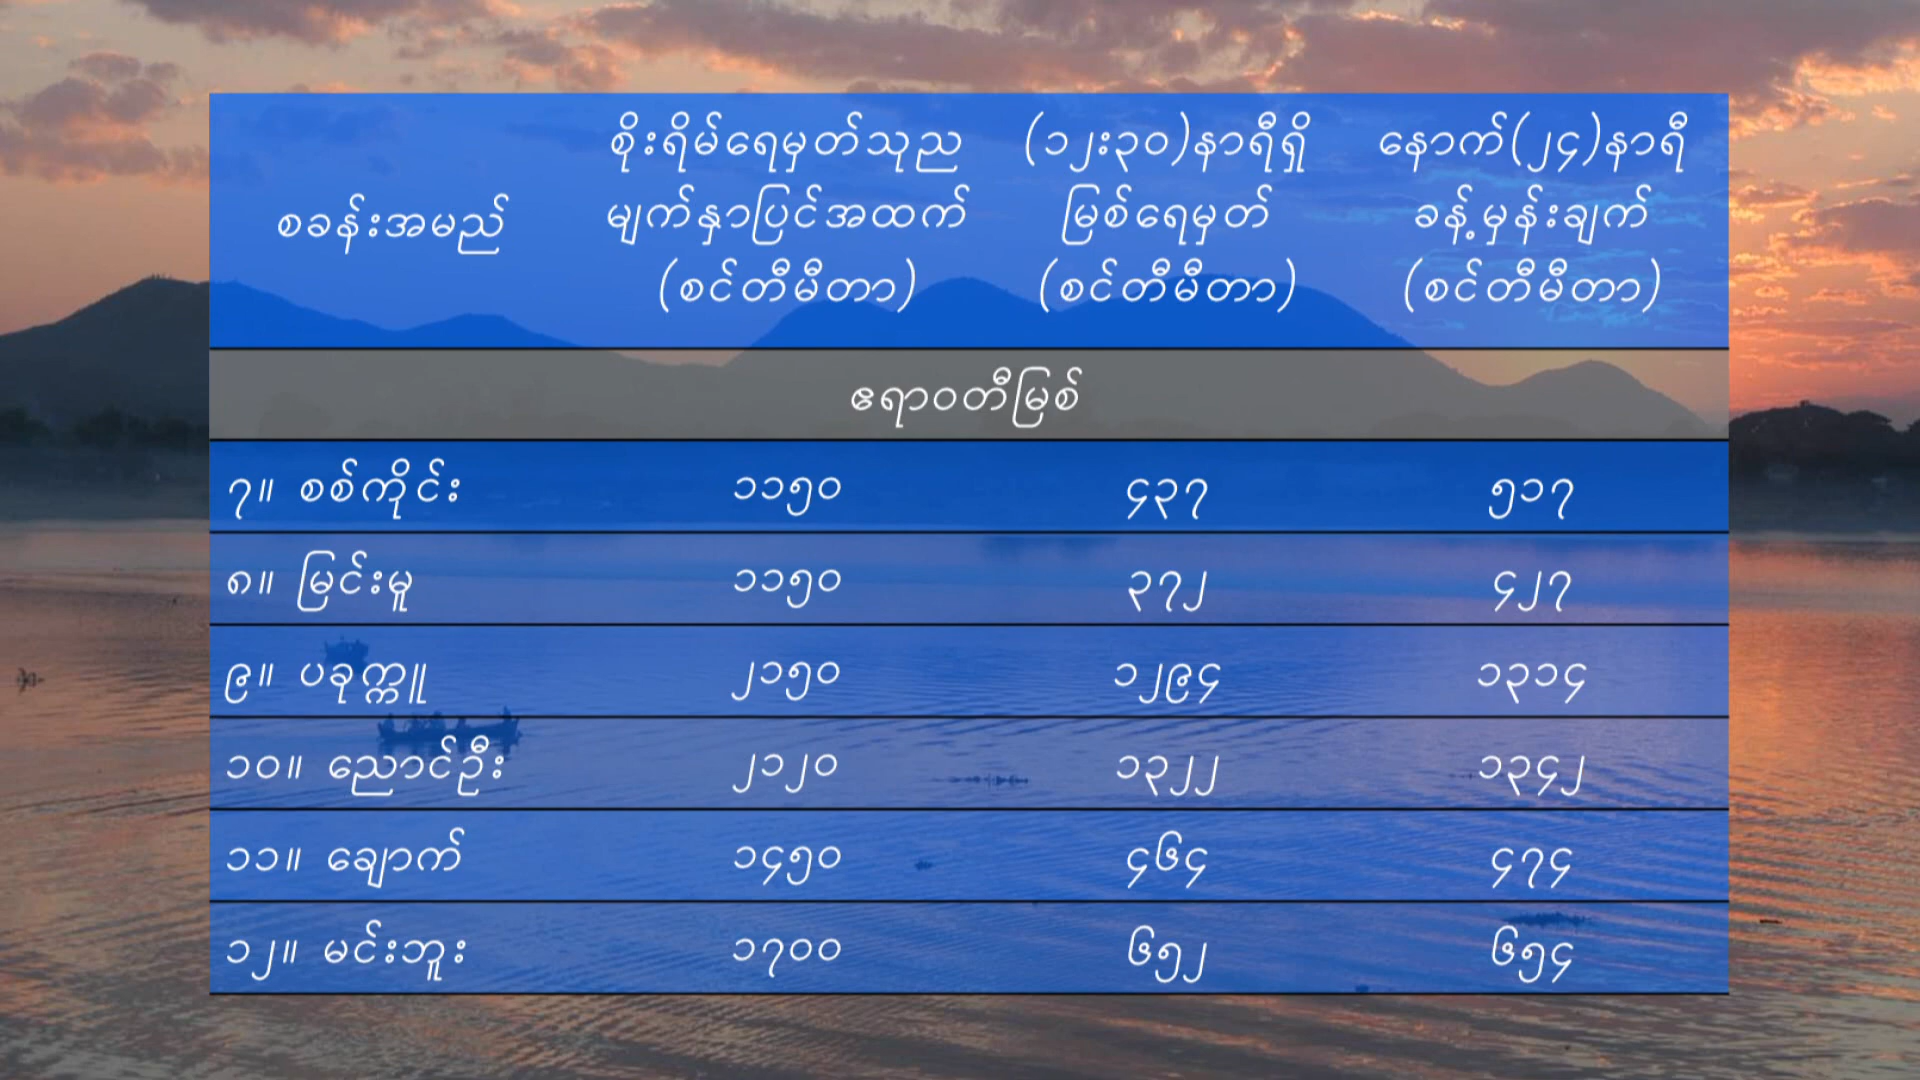 စခန်းအမည်
စိုးရိမ်ရေမှတ်သုည
မျက်နှာပြင်အထက်
(စင်တီမီတာ)
(၁၂း၃၀)နာရီရှိ
မြစ်ရေမှတ်
(စင်တီမီတာ)
နောက်(၂၄)နာရီ
ခန့်မှန်းချက်
(စင်တီမီတာ)
ဧရာဝတီမြစ်
၇။ စစ်ကိုင်း ၁၁၅၀ ၄၃၇ ၅၁၇
၈။ မြင်းမူ ၁၁၅၀ ၃၇၂ ၄၂၇
၉။ ပခုက္ကူ ၂၁၅၀ ၁၂၉၄ ၁၃၁၄
၁၀။ ညောင်ဦး ၂၁၂၀ ၁၃၂၂ ၁၃၄၂
၁၁။ ချောက် ၁၄၅၀ ၄၆၄ ၄၇၄
၁၂။ မင်းဘူး ၁၇၀၀ ၆၅၂ ၆၅၄